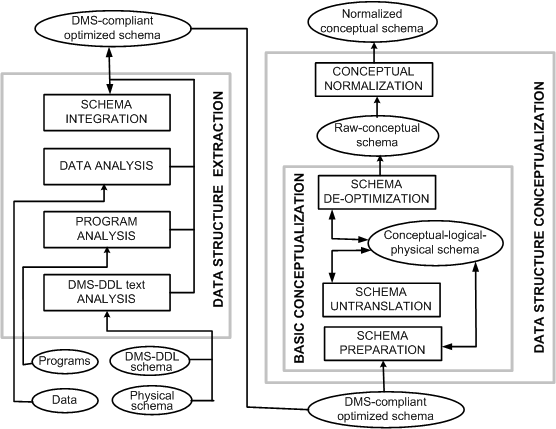 DMS-compliant
optimized schema
SCHEMA
INTEGRATION
DATA ANALYSIS
PROGRAM
ANALYSIS
DMS-DDL text
ANALYSIS
DATA STRUCTURE EXTRACTION
Programs
DMS-DDL
schema
Data
Physical
schema
Normalized
conceptual schema
CONCEPTUAL
NORMALIZATION
Raw-conceptual
schema
SCHEMA
DE-OPTIMIZATION
Conceptual-logical-
physical schema
SCHEMA
UNTRANSLATION
SCHEMA
PREPARATION
BASIC CONCEPTUALIZATION
DATA STRUCTURE CONCEPTUALIZATION
DMS-compliant
optimized schema